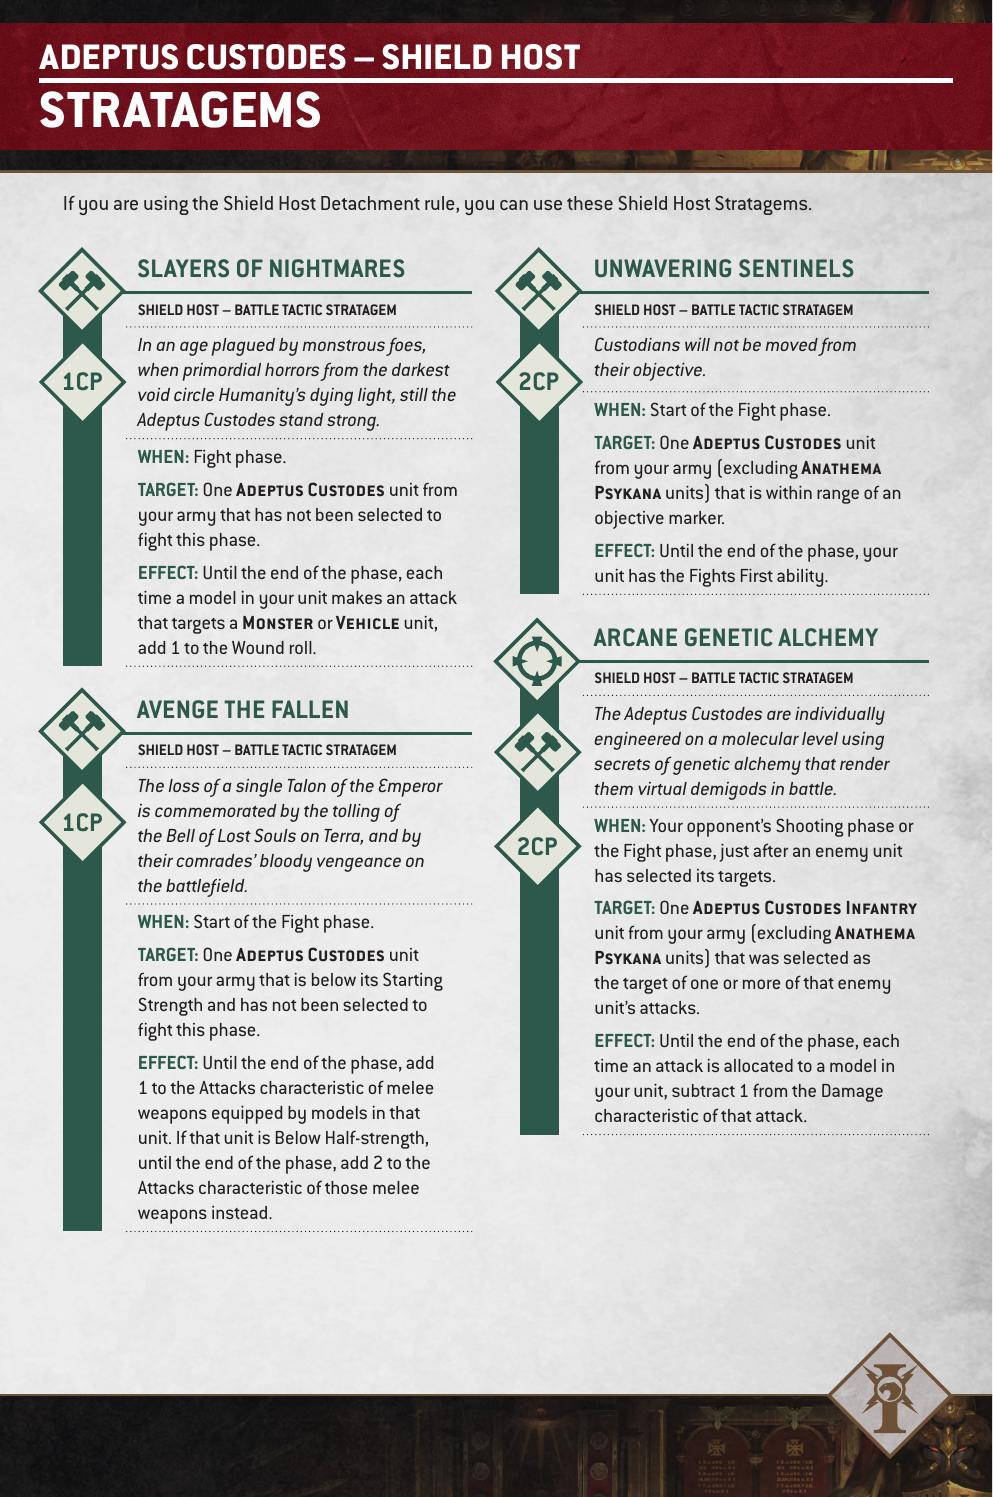 ADEPTUS CUSTODES – SHIELD HOST
STRATAGEMS
If you are using the Shield Host Detachment rule, you can use these Shield Host Stratagems.
SLAYERS OF NIGHTMARES
SHIELD HOST – BATTLE TACTIC STRATAGEM
1CP
In an age plagued by monstrous foes,
when primordial horrors from the darkest
void circle Humanity's dying light, still the
Adeptus Custodes stand strong.
WHEN: Fight phase.
TARGET: One ADEPTUS CUSTODES unit from
your army that has not been selected to
fight this phase.
EFFECT: Until the end of the phase, each
time a model in your unit makes an attack
that targets a MONSTER or VEHICLE unit,
add 1 to the Wound roll.
AVENGE THE FALLEN
SHIELD HOST – BATTLE TACTIC STRATAGEM
1CP
The loss of a single Talon of the Emperor
is commemorated by the tolling of
the Bell of Lost Souls on Terra, and by
their comrades' bloody vengeance on
the battlefield.
WHEN: Start of the Fight phase.
TARGET: One ADEPTUS CUSTODES unit
from your army that is below its Starting
Strength and has not been selected to
fight this phase.
EFFECT: Until the end of the phase, add
1 to the Attacks characteristic of melee
weapons equipped by models in that
unit. If that unit is Below Half-strength,
until the end of the phase, add 2 to the
Attacks characteristic of those melee
weapons instead.
UNWAVERING SENTINELS
SHIELD HOST – BATTLE TACTIC STRATAGEM
2CP
Custodians will not be moved from
their objective.
WHEN: Start of the Fight phase.
TARGET: One ADEPTUS CUSTODES unit
from your army (excluding ANATHEMA
PSYKANA units) that is within range of an
objective marker.
EFFECT: Until the end of the phase, your
unit has the Fights First ability.
ARCANE GENETIC ALCHEMY
SHIELD HOST – BATTLE TACTIC STRATAGEM
2CP
The Adeptus Custodes are individually
engineered on a molecular level using
secrets of genetic alchemy that render
them virtual demigods in battle.
WHEN: Your opponent's Shooting phase or
the Fight phase, just after an enemy unit
has selected its targets.
TARGET: One ADEPTUS CUSTODES INFANTRY
unit from your army (excluding ANATHEMA
PSYKANA units) that was selected as
the target of one or more of that enemy
unit's attacks.
EFFECT: Until the end of the phase, each
time an attack is allocated to a model in
your unit, subtract 1 from the Damage
characteristic of that attack.